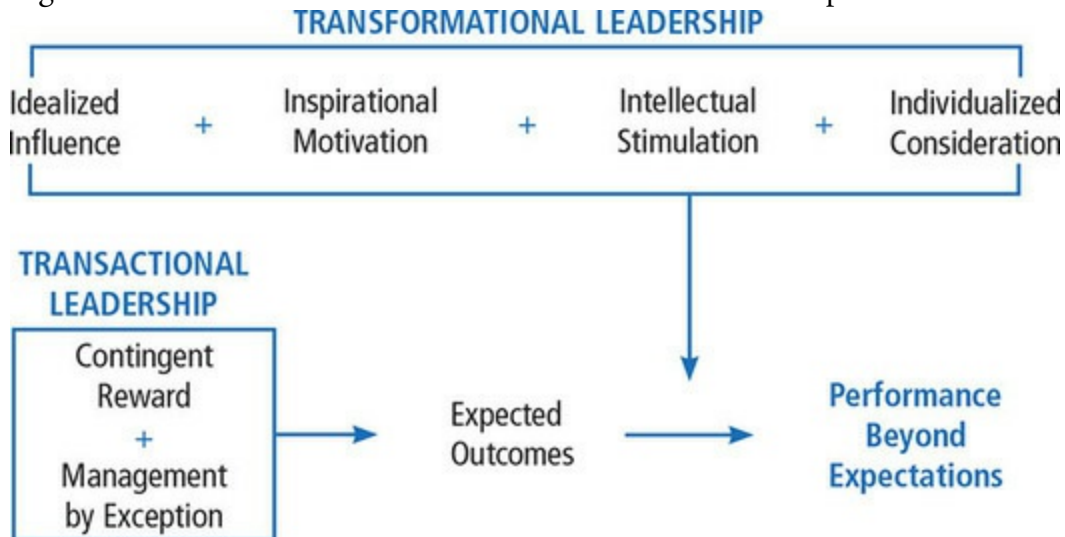 TRANSFORMATIONAL LEADERSHIP
Idealized
Influence
+
Inspirational
Motivation
+
Intellectual
Stimulation
+
Individualized
Consideration
TRANSACTIONAL
LEADERSHIP
Contingent
Reward
+
Management
by Exception
Expected
Outcomes
Performance
Beyond
Expectations